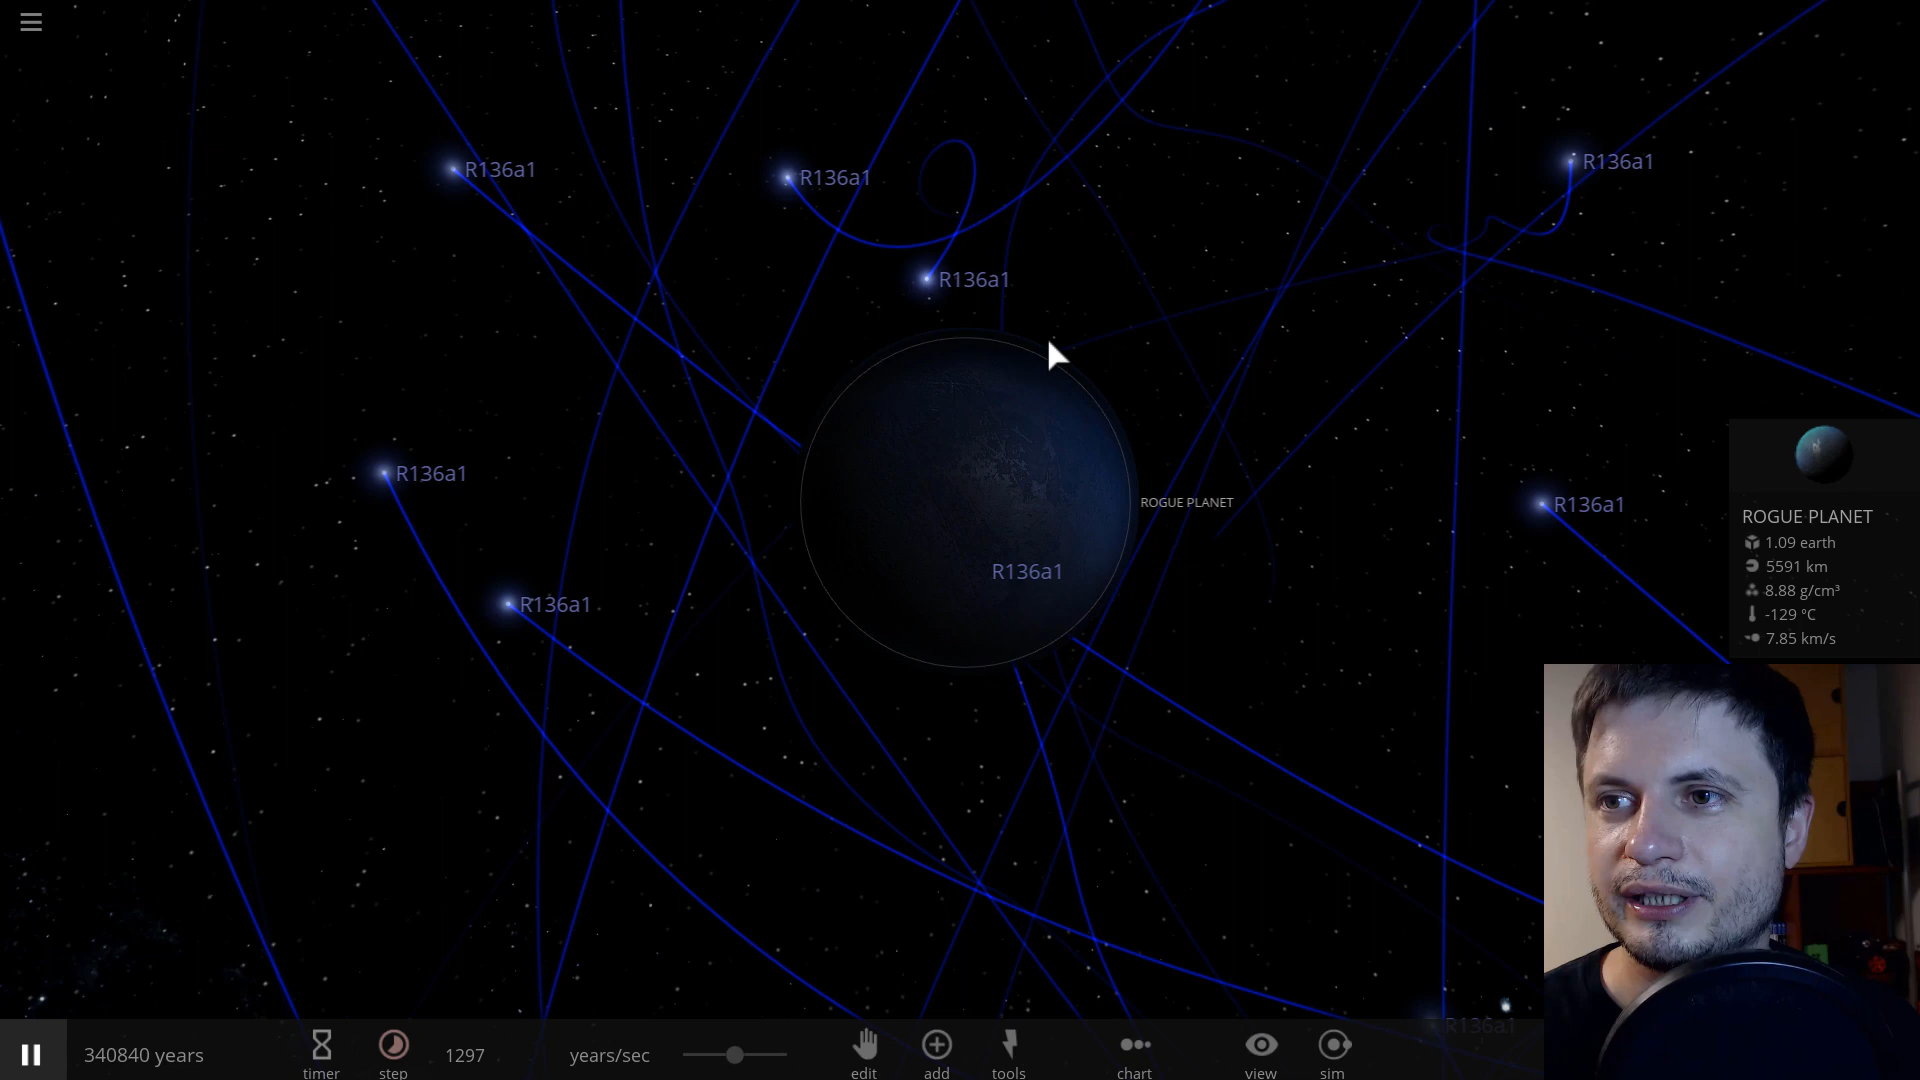 R136a1
R136a1
R136a1
R136a1
R136a1
ROGUE PLANET
R136a1
R136a1
R136a1
R136a1
ROGUE PLANET
1.09 earth
5591 km
8.88 g/cm³
-129 °C
7.85 km/s
R136a1
340840 years
timer
step
1297
years/sec
edit
add
tools
chart
view
sim